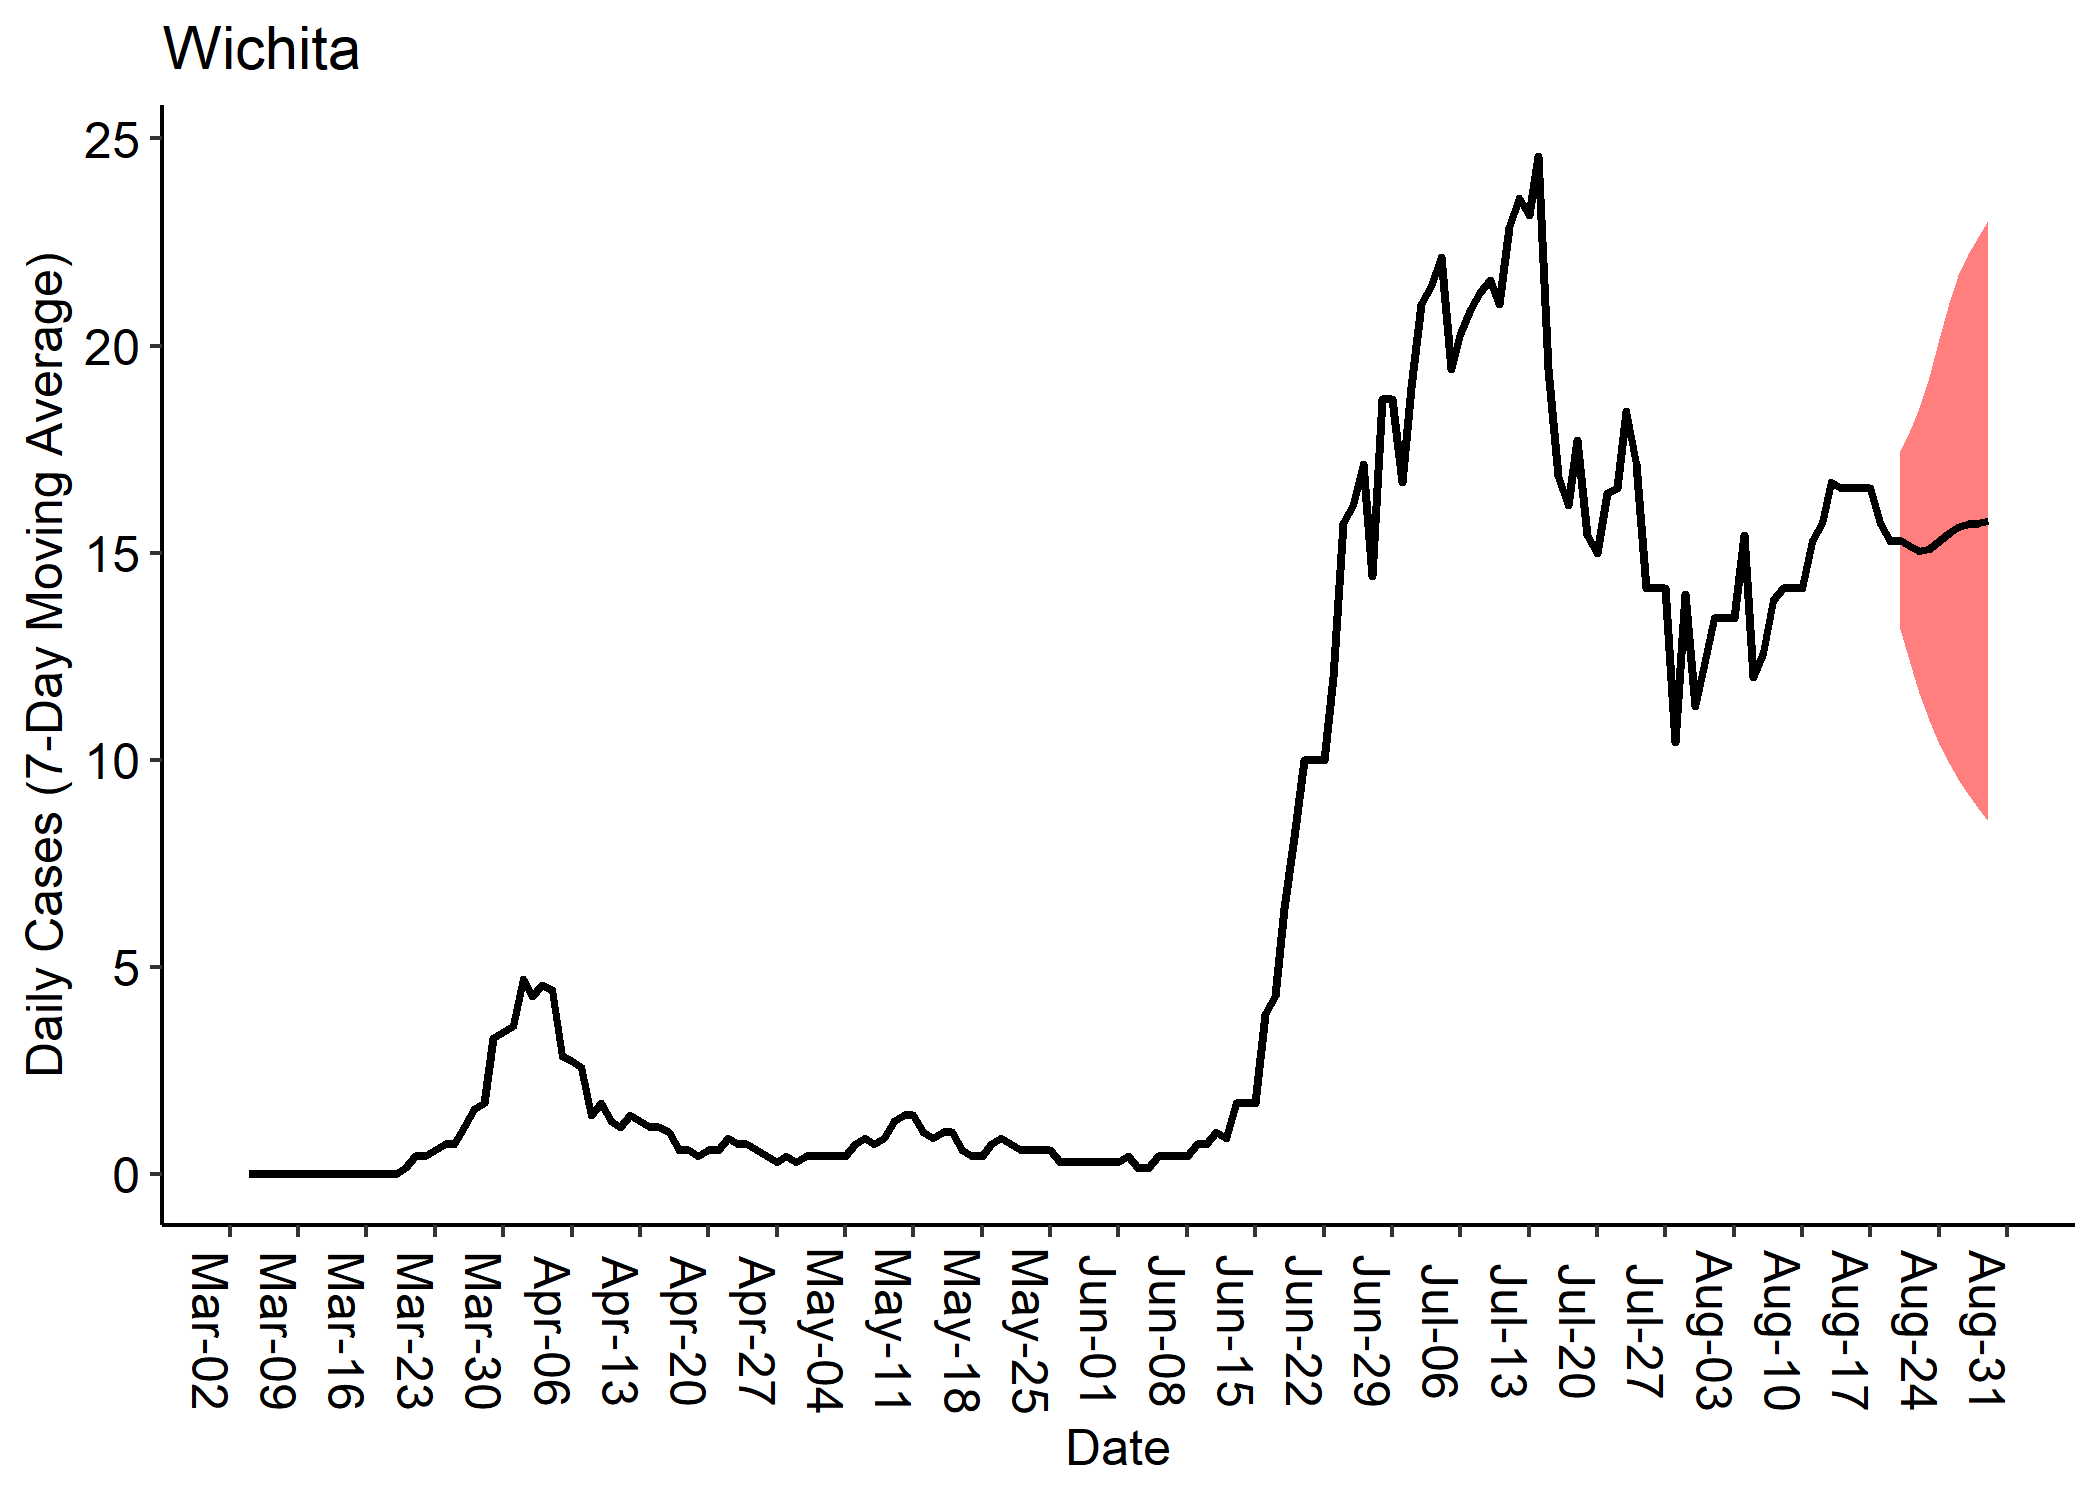 Wichita
Daily Cases (7-Day Moving Average)
25
20
15
10
5
0
Mar-02
Mar-09
Mar-16
Mar-23
Mar-30
Apr-06
Apr-13
Apr-20
Apr-27
May-04
May-11
May-18
May-25
Jun-01
Jun-08
Jun-15
Jun-22
Jun-29
Jul-06
Jul-13
Jul-20
Jul-27
Aug-03
Aug-10
Aug-17
Aug-24
Aug-31
Date